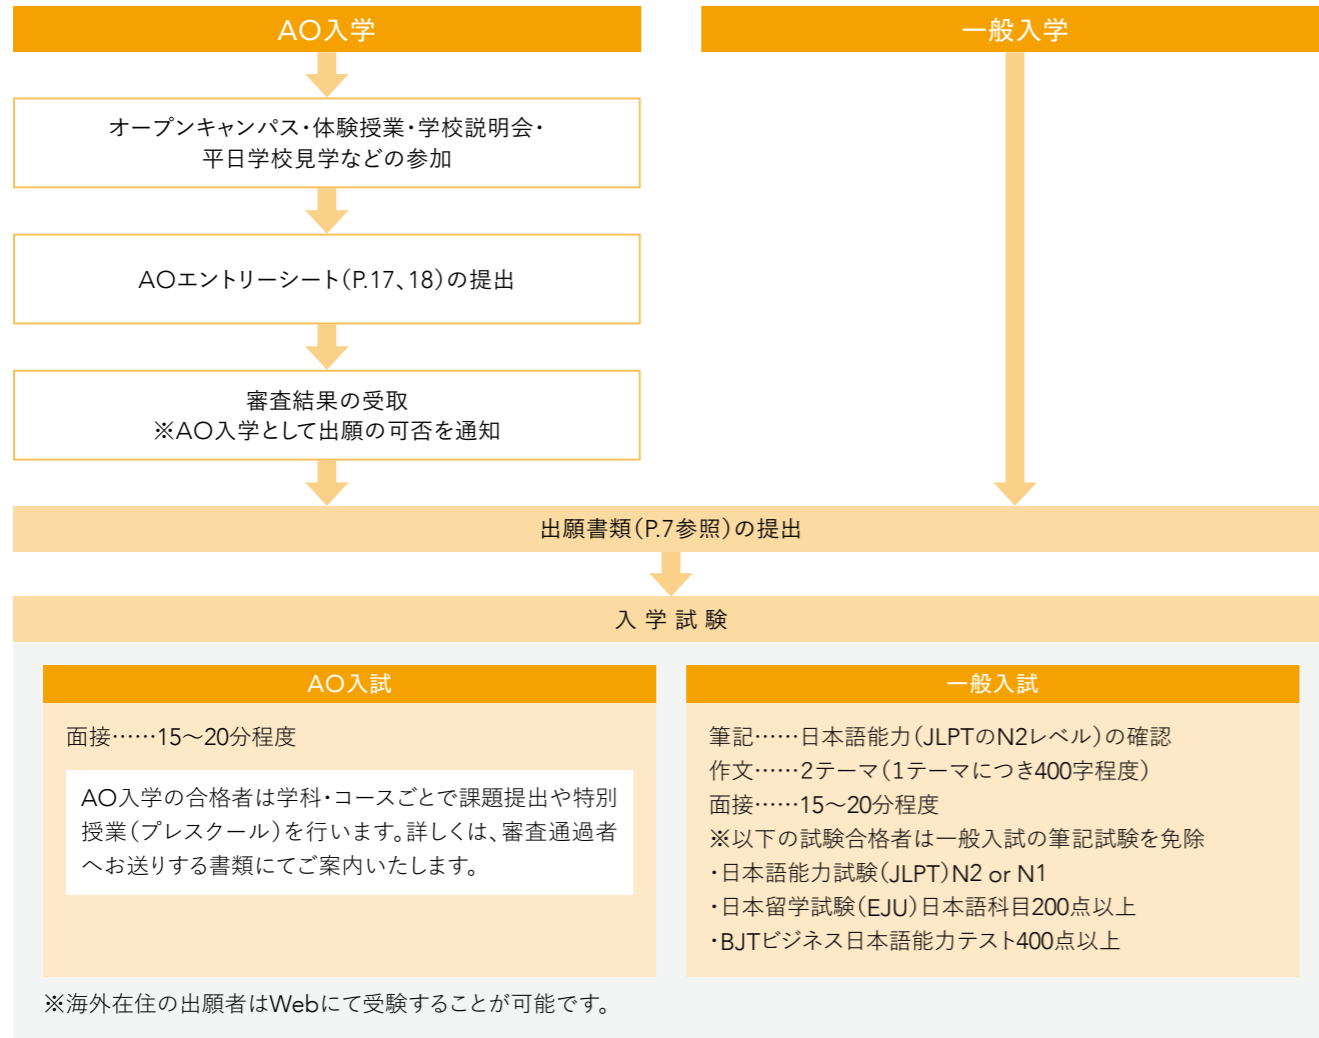 AO入学
一般入学
オープンキャンパス・体験授業・学校説明会・
平日学校見学などの参加
AOエントリーシート(P.17、18)の提出
審査結果の受取
※AO入学として出願の可否を通知
出願書類(P.7参照)の提出
入学試験
AO入試
面接……15〜20分程度
AO入学の合格者は学科・コースごとで課題提出や特別
授業(プレスクール)を行います。詳しくは、審査通過者
へお送りする書類にてご案内いたします。
一般入試
筆記……日本語能力(JLPTのN2レベル)の確認
作文……2テーマ(1テーマにつき400字程度)
面接……15〜20分程度
※以下の試験合格者は一般入試の筆記試験を免除
・日本語能力試験(JLPT)N2 or N1
・日本留学試験(EJU)日本語科目200点以上
・BJTビジネス日本語能力テスト400点以上
※海外在住の出願者はWebにて受験することが可能です。